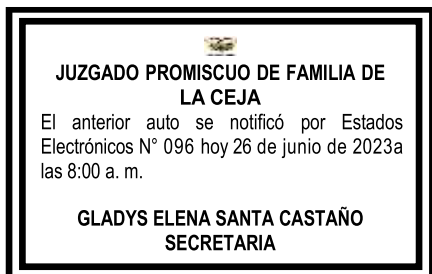 JUZGADO PROMISCUO DE FAMILIA DE
LA CEJA
El anterior auto se notificó por Estados
Electrónicos N° 096 hoy 26 de junio de 2023a
las 8:00 a. m.
GLADYS ELENA SANTA CASTAÑO
SECRETARIA